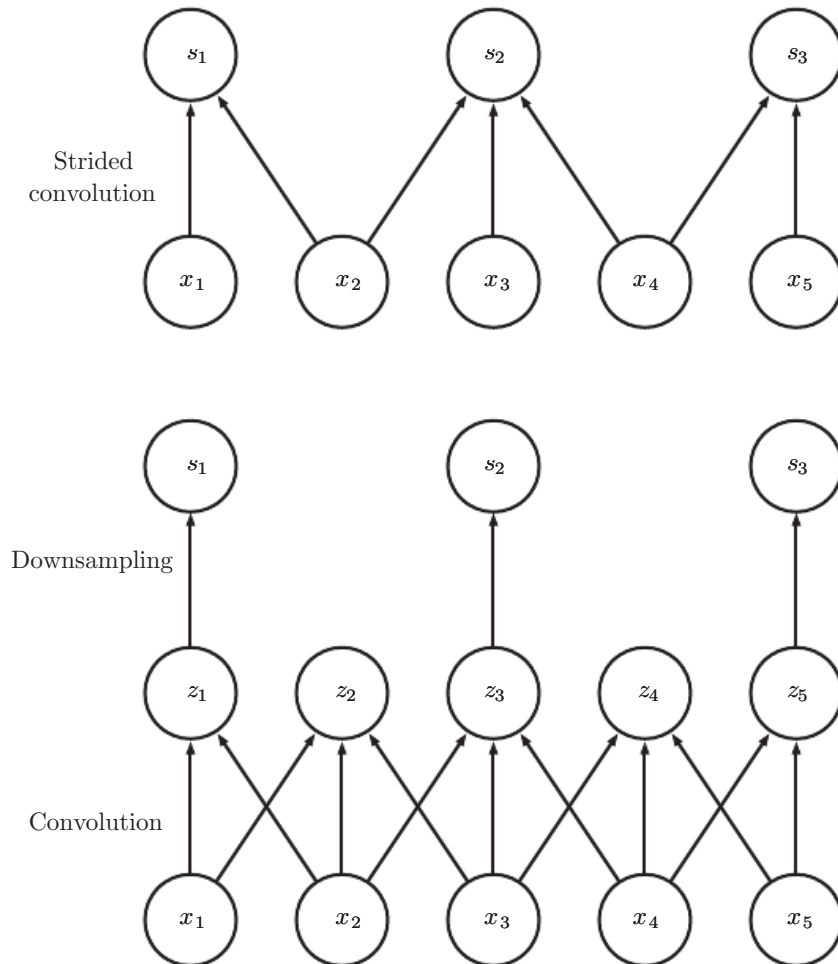 s₁ s₂ s₃
Strided
convolution
x₁ x₂ x₃ x₄ x₅
s₁ s₂ s₃
Downsampling
z₁ z₂ z₃ z₄ z₅
Convolution
x₁ x₂ x₃ x₄ x₅